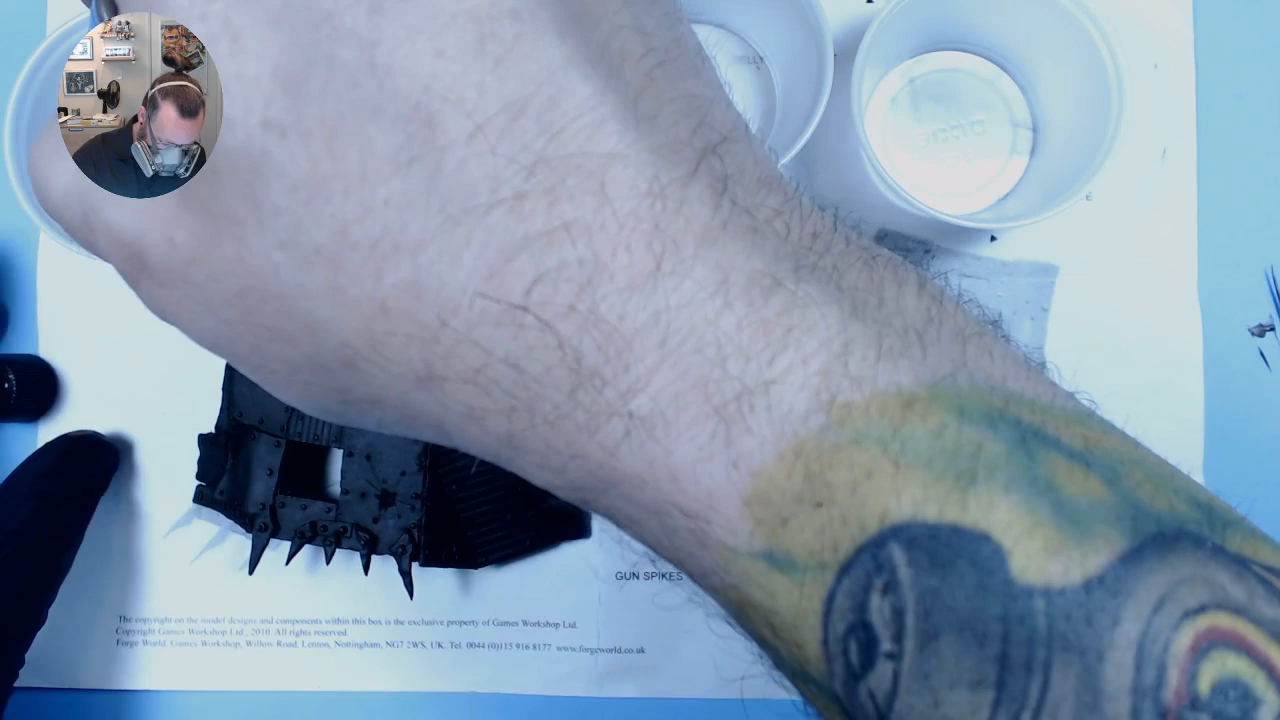 ELLY
E
GUN SPIKES
The copyright on the model designs and components within this box is the exclusive property of Games Workshop Ltd.
Copyright Games Workshop Ltd., 2010. All rights reserved.
Forge World, Games Workshop, Willow Road, Lenton, Nottingham, NG7 2WS, UK. Tel. 0044 (0)115 916 8177 www.forgeworld.co.uk